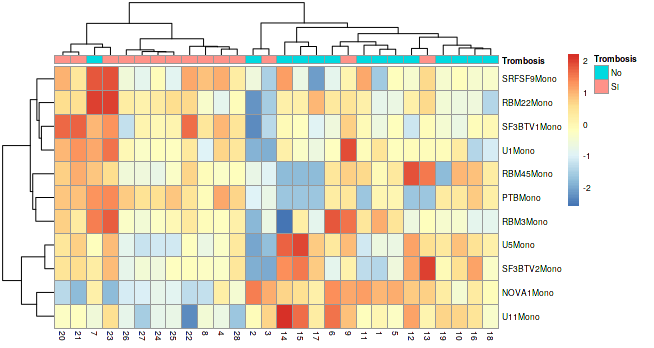 Trombosis
SRFSF9Mono
RBM22Mono
SF3BTV1Mono
U1Mono
RBM45Mono
PTBMono
RBM3Mono
U5Mono
SF3BTV2Mono
NOVA1Mono
U11Mono
20 21 7 23 26 27 24 25 22 8 4 28 2 3 14 15 17 6 9 11 1 5 12 13 19 10 16 18
2
1
0
-1
-2
Trombosis
No
SI